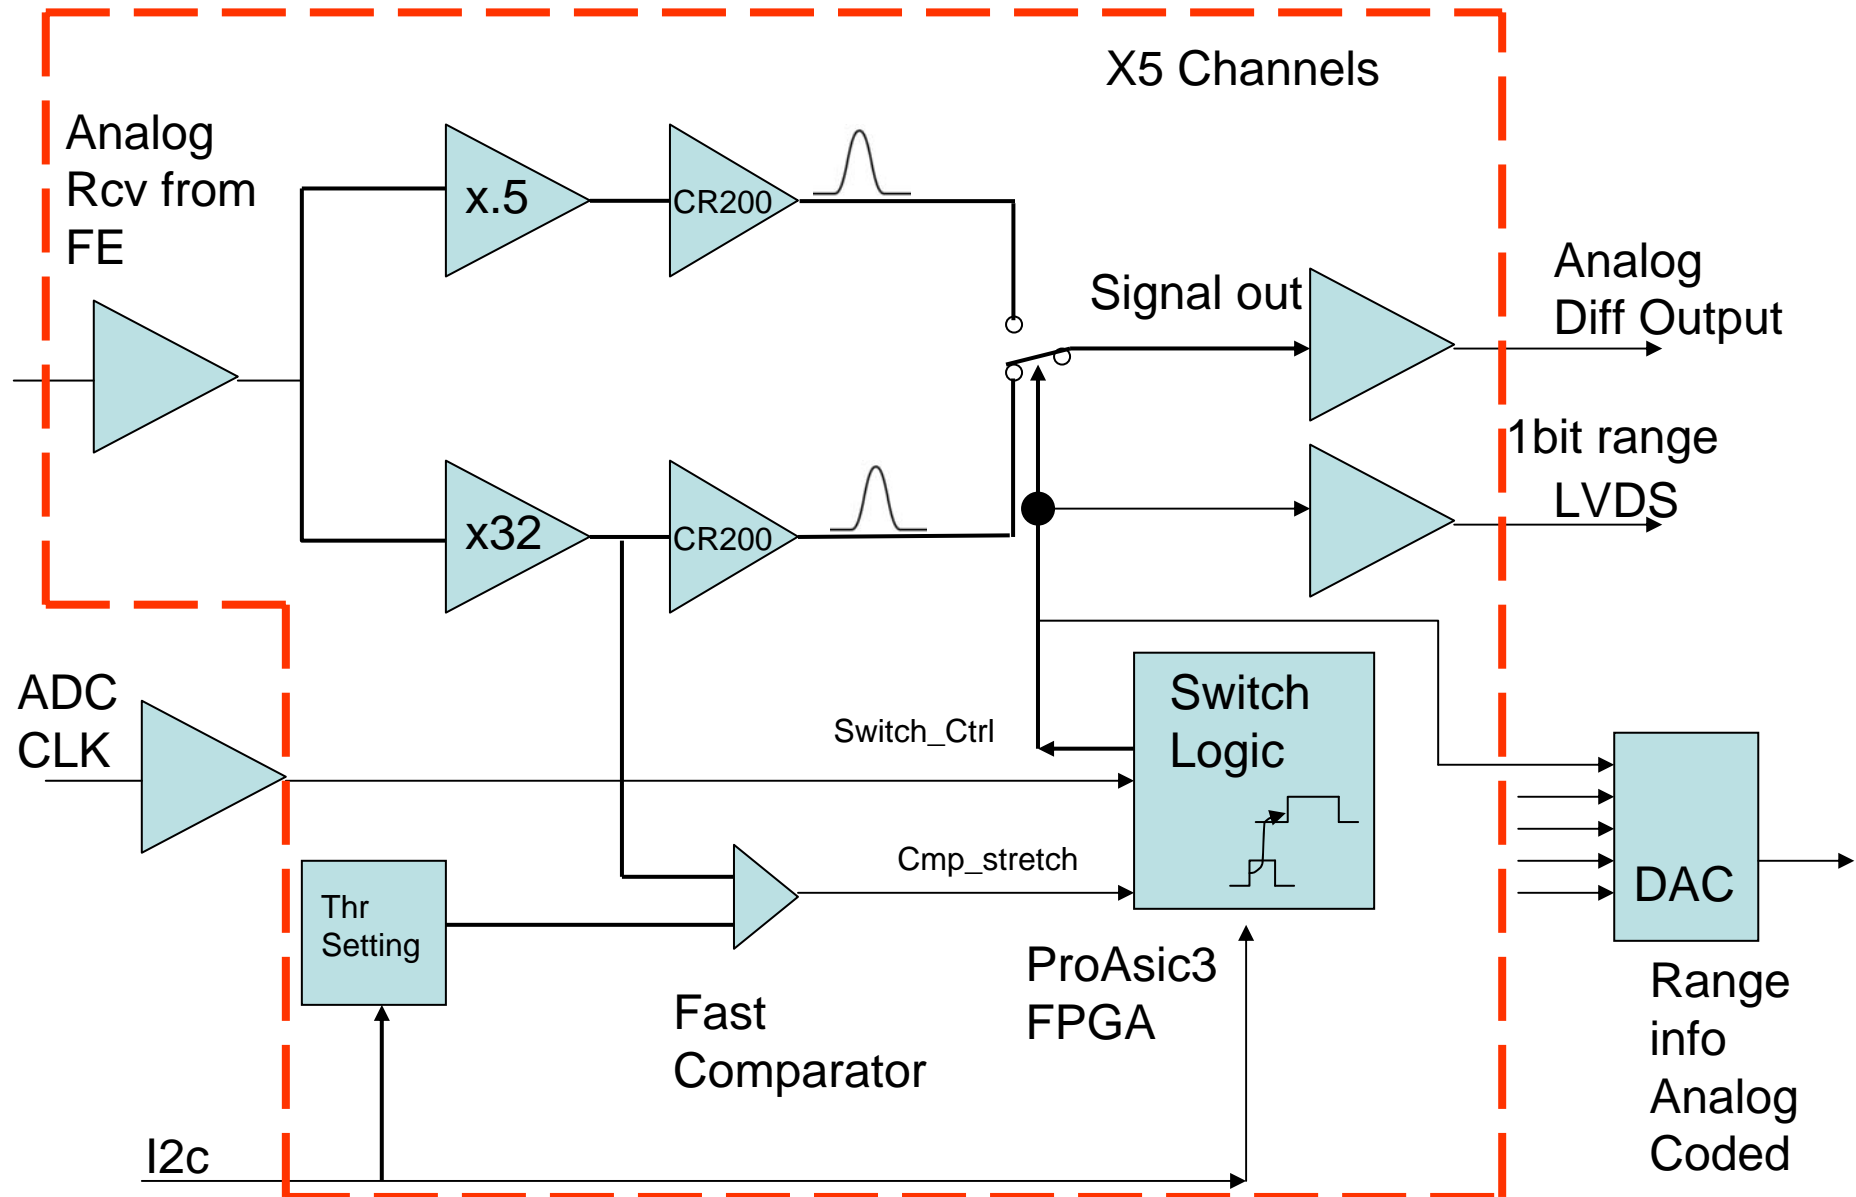 X5 Channels
Analog
Rcv from
FE
x.5
CR200
Signal out
Analog
Diff Output
x32
CR200
1bit range
LVDS
ADC
CLK
Switch_Ctrl
Switch
Logic
Cmp_stretch
Thr
Setting
Fast
Comparator
ProAsic3
FPGA
DAC
Range
info
Analog
Coded
I2c